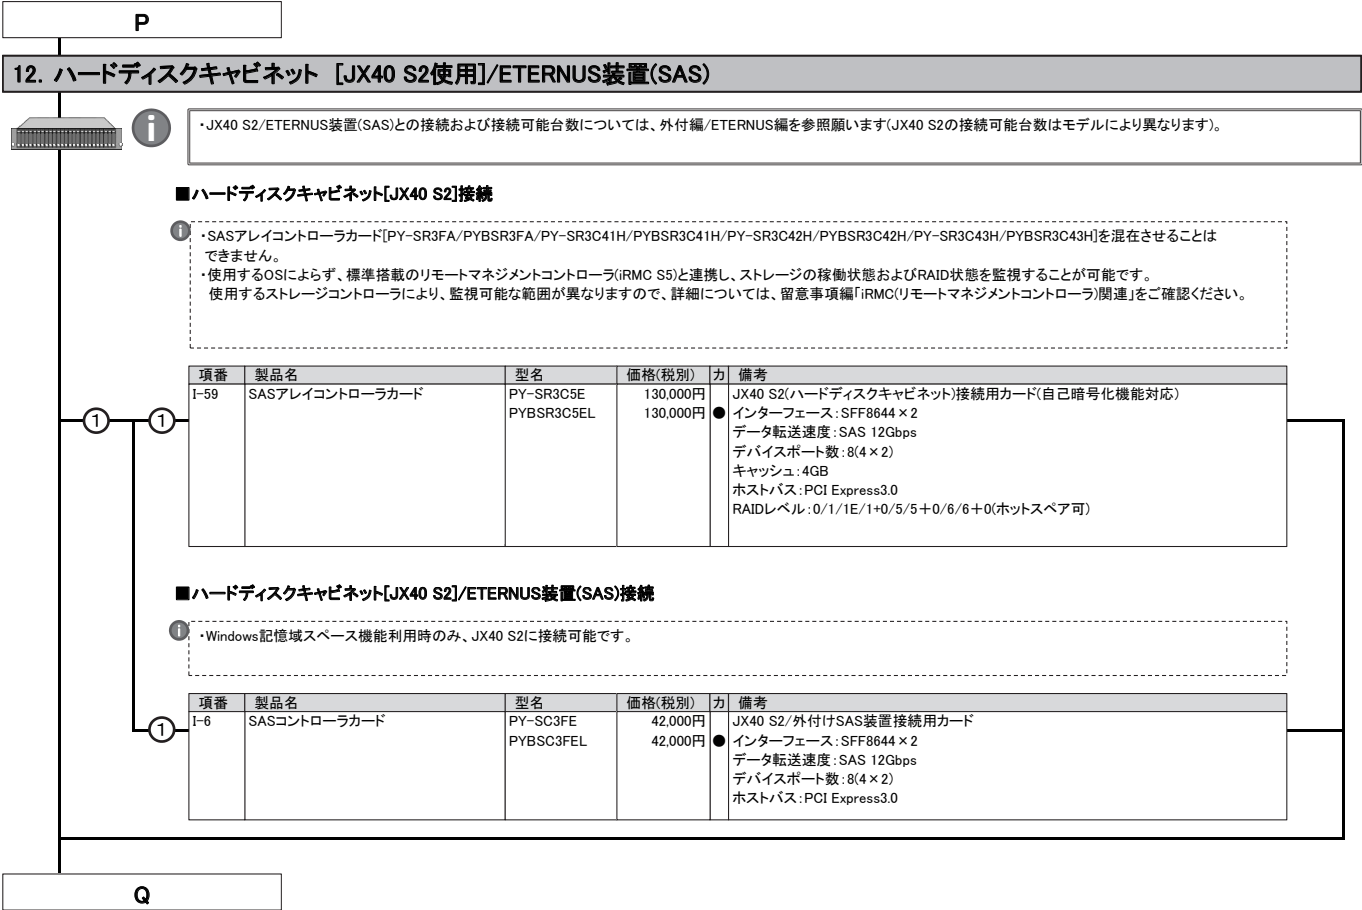 P
12. ハードディスクキャビネット [JX40 S2使用]/ETERNUS装置(SAS)
・JX40 S2/ETERNUS装置(SAS)との接続および接続可能台数については、外付編/ETERNUS編を参照願います(JX40 S2の接続可能台数はモデルにより異なります)。
■ハードディスクキャビネット[JX40 S2]接続
・SASアレイコントローラカード[PY-SR3FA/PYBSR3FA/PY-SR3C41H/PYBSR3C41H/PY-SR3C42H/PYBSR3C42H/PY-SR3C43H/PYBSR3C43H]を混在させることは
できません。
・使用するOSによらず、標準搭載のリモートマネジメントコントローラ(iRMC S5)と連携し、ストレージの稼働状態およびRAID状態を監視することが可能です。
使用するストレージコントローラにより、監視可能な範囲が異なりますので、詳細については、留意事項編「iRMC(リモートマネジメントコントローラ)関連」をご確認ください。
項番 製品名 型名 価格(税別) カ 備考
I-59 SASアレイコントローラカード PY-SR3C5E 130,000円 JX40 S2(ハードディスクキャビネット)接続用カード(自己暗号化機能対応)
PYBSR3C5EL 130,000円 ● インターフェース:SFF8644×2
データ転送速度:SAS 12Gbps
① ①
デバイスポート数:8(4×2)
キャッシュ:4GB
ホストバス:PCI Express3.0
RAIDレベル:0/1/1E/1+0/5/5+0/6/6+0(ホットスペア可)
■ハードディスクキャビネット[JX40 S2]/ETERNUS装置(SAS)接続
・Windows記憶域スペース機能利用時のみ、JX40 S2に接続可能です。
項番 製品名 型名 価格(税別) カ 備考
① I-6 SASコントローラカード PY-SC3FE 42,000円 JX40 S2/外付けSAS装置接続用カード
PYBSC3FEL 42,000円 ● インターフェース:SFF8644×2
データ転送速度:SAS 12Gbps
デバイスポート数:8(4×2)
ホストバス:PCI Express3.0
Q